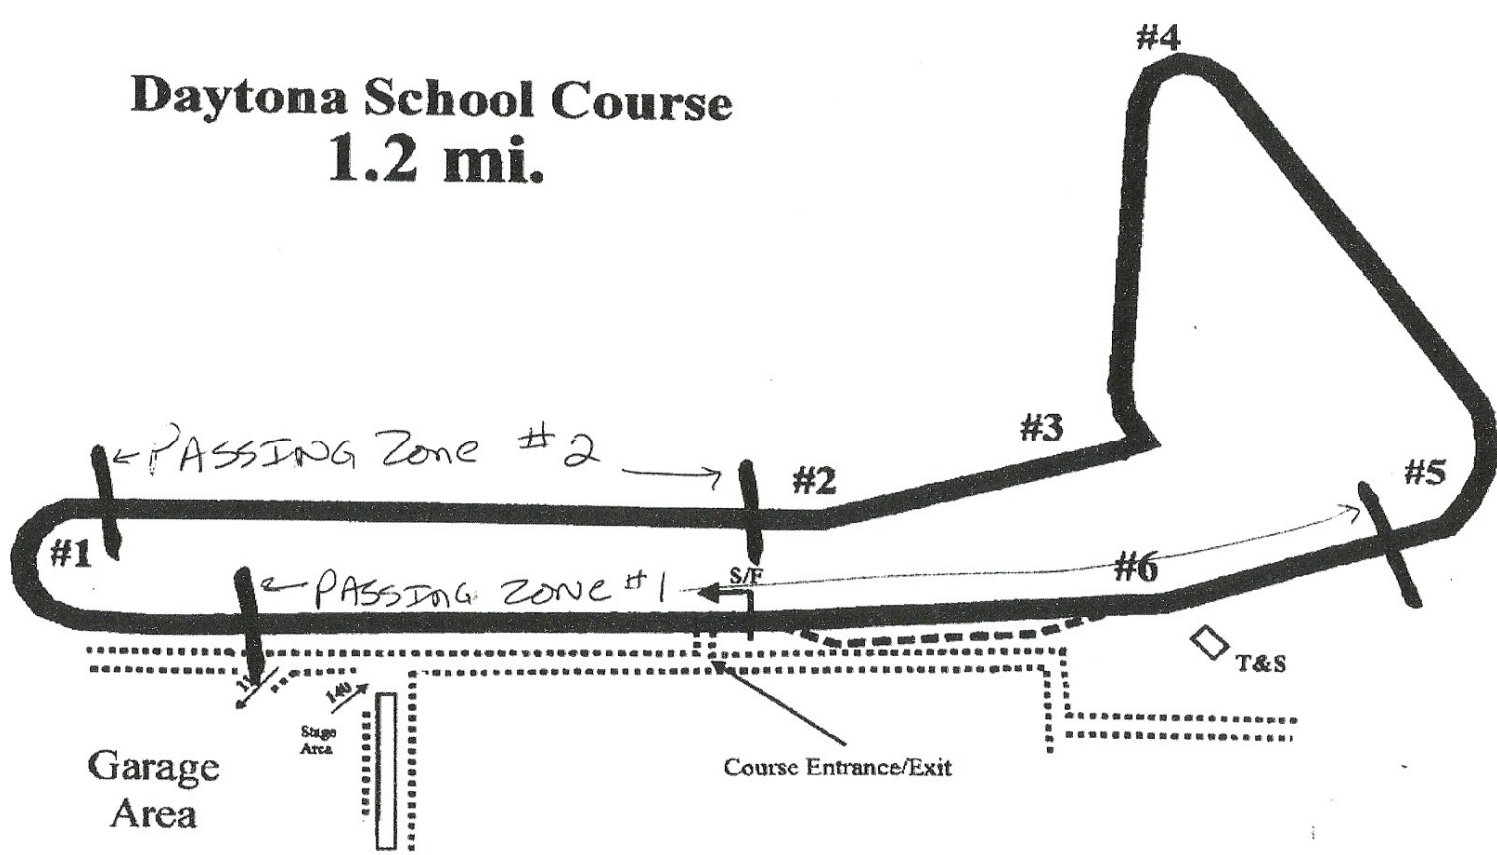 #4
Daytona School Course
1.2 mi.
#3
PASSING Zone #2
#2
#5
#1
S/F
#6
PASSING ZONE #1
T&S
140
Stage
Area
Course Entrance/Exit
Garage
Area